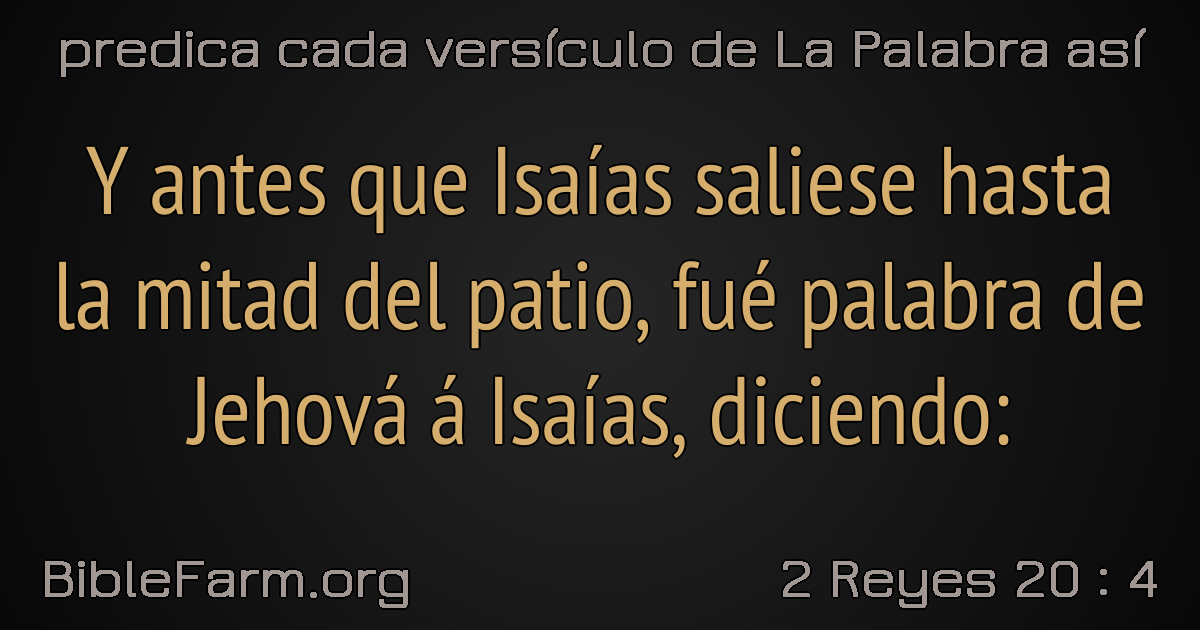 predica cada versículo de La Palabra así
Y antes que Isaías saliese hasta
la mitad del patio, fué palabra de
Jehová á Isaías, diciendo:
BibleFarm.org
2 Reyes 20 : 4